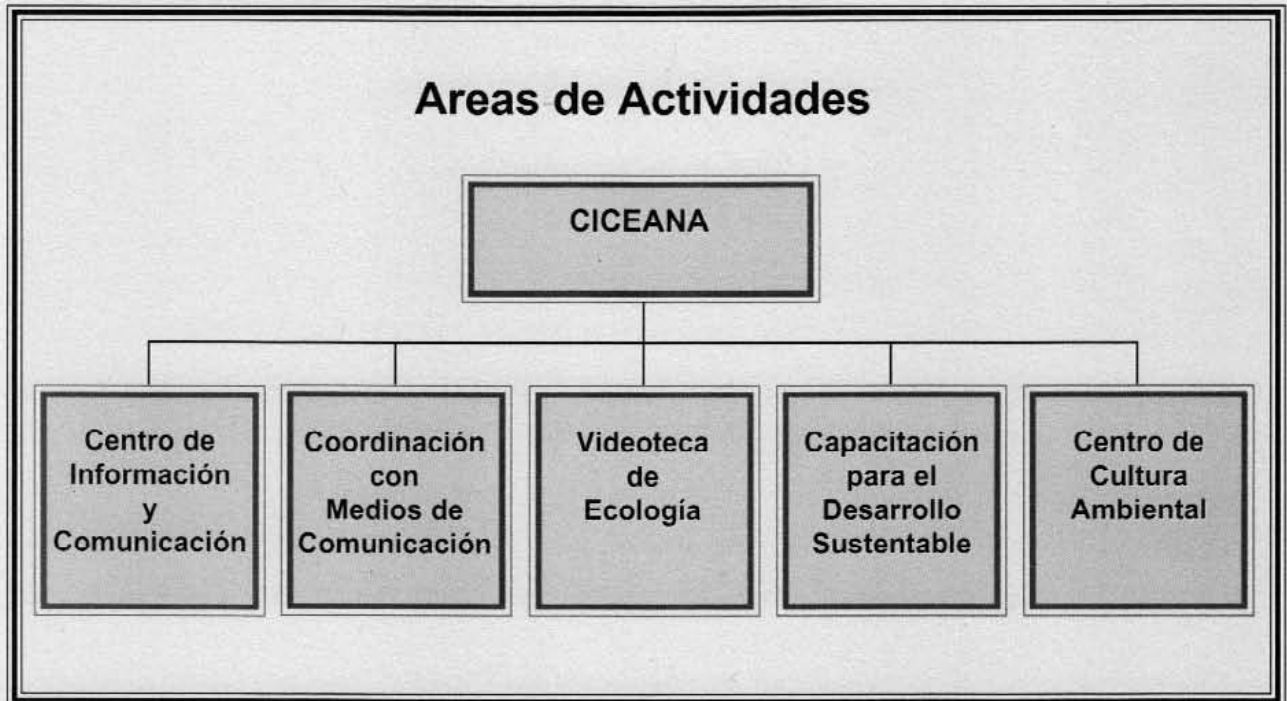 Areas de Actividades
CICEANA
Centro de
Información
y
Comunicación
Coordinación
con
Medios de
Comunicación
Videoteca
de
Ecología
Capacitación
para el
Desarrollo
Sustentable
Centro de
Cultura
Ambiental